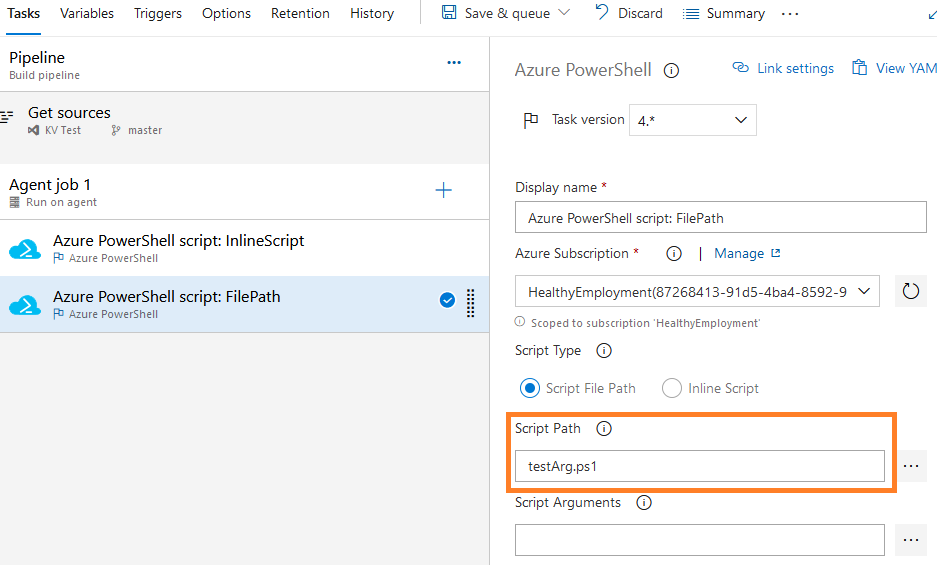 Tasks Variables Triggers Options Retention History Save & queue Discard Summary ...
Pipeline
Build pipeline
...
Get sources
KV Test master
Agent job 1
Run on agent
Azure PowerShell script: InlineScript
Azure PowerShell
Azure PowerShell script: FilePath
Azure PowerShell
Azure PowerShell Link settings View YAM
Task version 4.*
Display name *
Azure PowerShell script: FilePath
Azure Subscription * | Manage
HealthyEmployment(87268413-91d5-4ba4-8592-9
Scoped to subscription 'HealthyEmployment'
Script Type
Script File Path Inline Script
Script Path
testArg.ps1 ...
Script Arguments
...